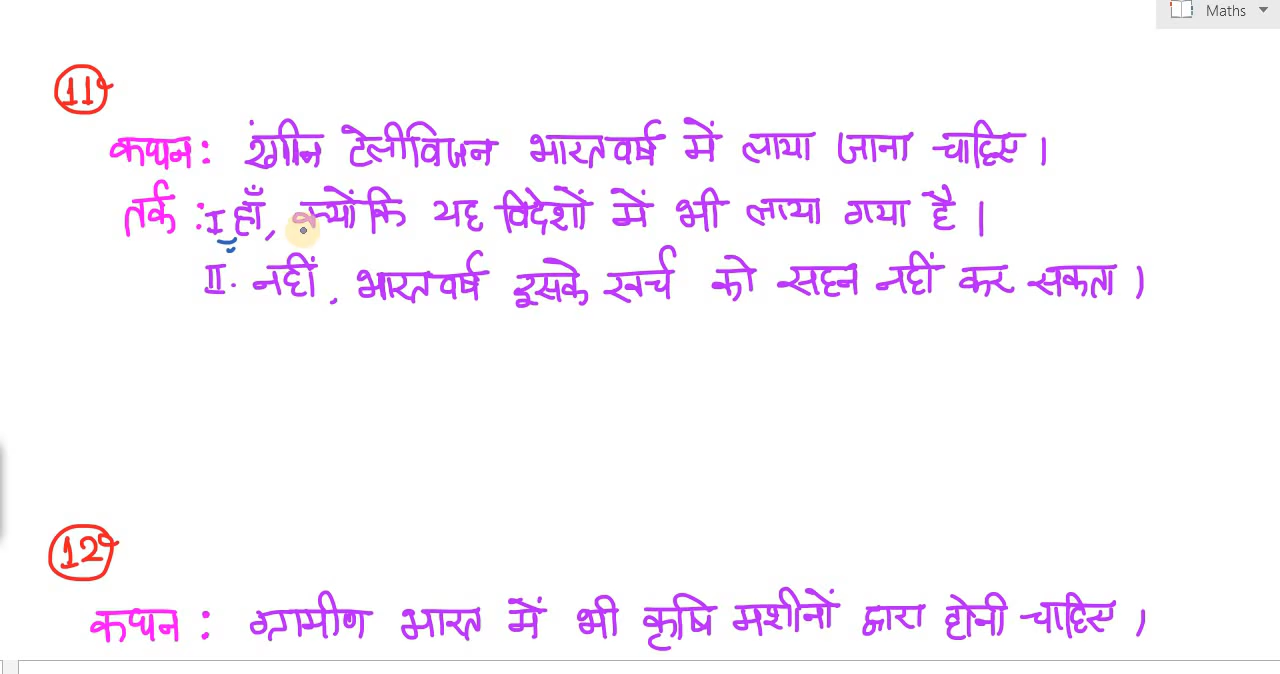 Maths
11
कथन : रंगीन टेलीविजन भारतवर्ष में लाया जाना चाहिए।
तर्क : I हाँ, क्योंकि यह विदेशों में भी लाया गया है।
II. नहीं, भारतवर्ष इसके खर्च को सहन नहीं कर सकता।
12
कथन : ग्रामीण भारत में भी कृषि मशीनों द्वारा होनी चाहिए।